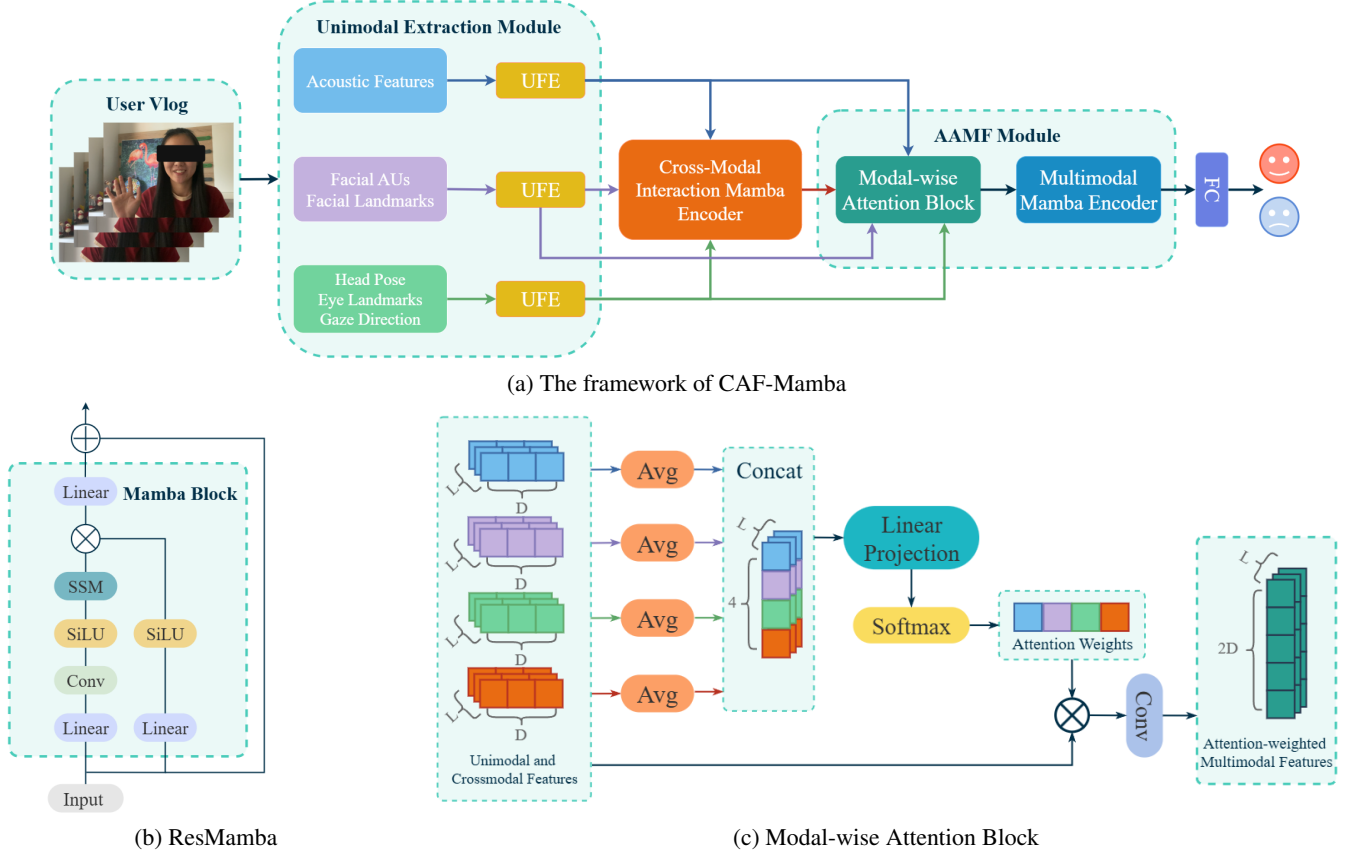 Unimodal Extraction Module
User Vlog
Acoustic Features
UFE
Facial AUs
Facial Landmarks
UFE
Head Pose
Eye Landmarks
Gaze Direction
UFE
Cross-Modal
Interaction Mamba
Encoder
AAMF Module
Modal-wise
Attention Block
Multimodal
Mamba Encoder
FC
(a) The framework of CAF-Mamba
Mamba Block
Linear
SSM
SiLU
SiLU
Conv
Linear
Linear
Input
(b) ResMamba
L
D
L
D
L
D
L
D
Unimodal and
Crossmodal Features
Avg
Avg
Avg
Avg
Concat
L
4
Linear
Projection
Softmax
Attention Weights
Conv
L
2D
Attention-weighted
Multimodal Features
(c) Modal-wise Attention Block